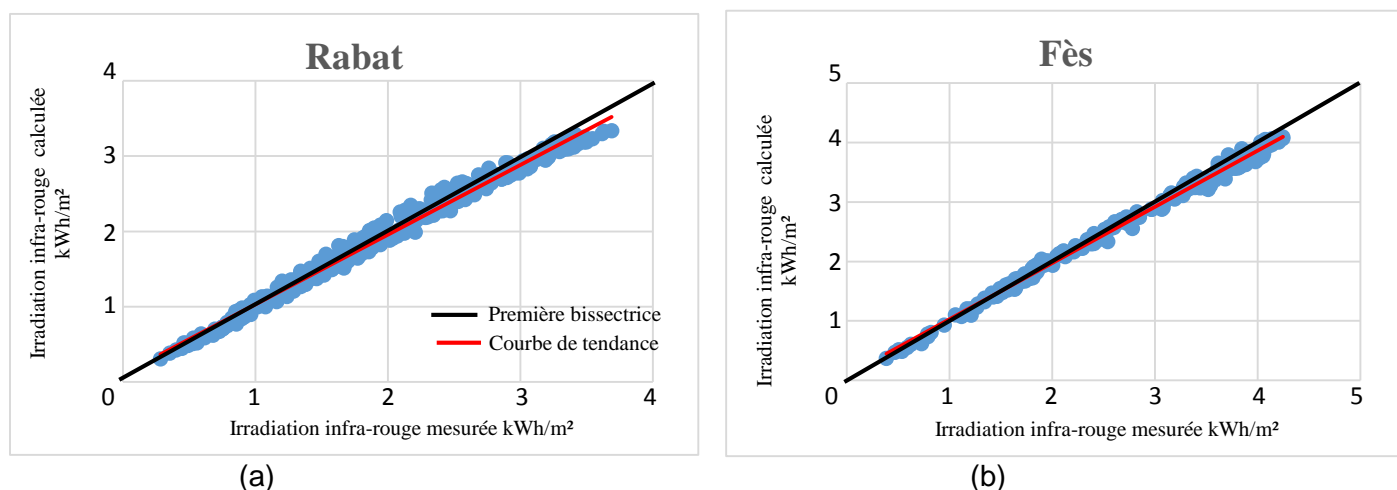 Rabat
Irradiation infra-rouge calculée
kWh/m²
4
3
2
1
0
1
2
3
4
Première bissectrice
Courbe de tendance
Irradiation infra-rouge mesurée kWh/m²
(a)
Fès
Irradiation infra-rouge calculée
kWh/m²
5
4
3
2
1
0
1
2
3
4
5
Irradiation infra-rouge mesurée kWh/m²
(b)